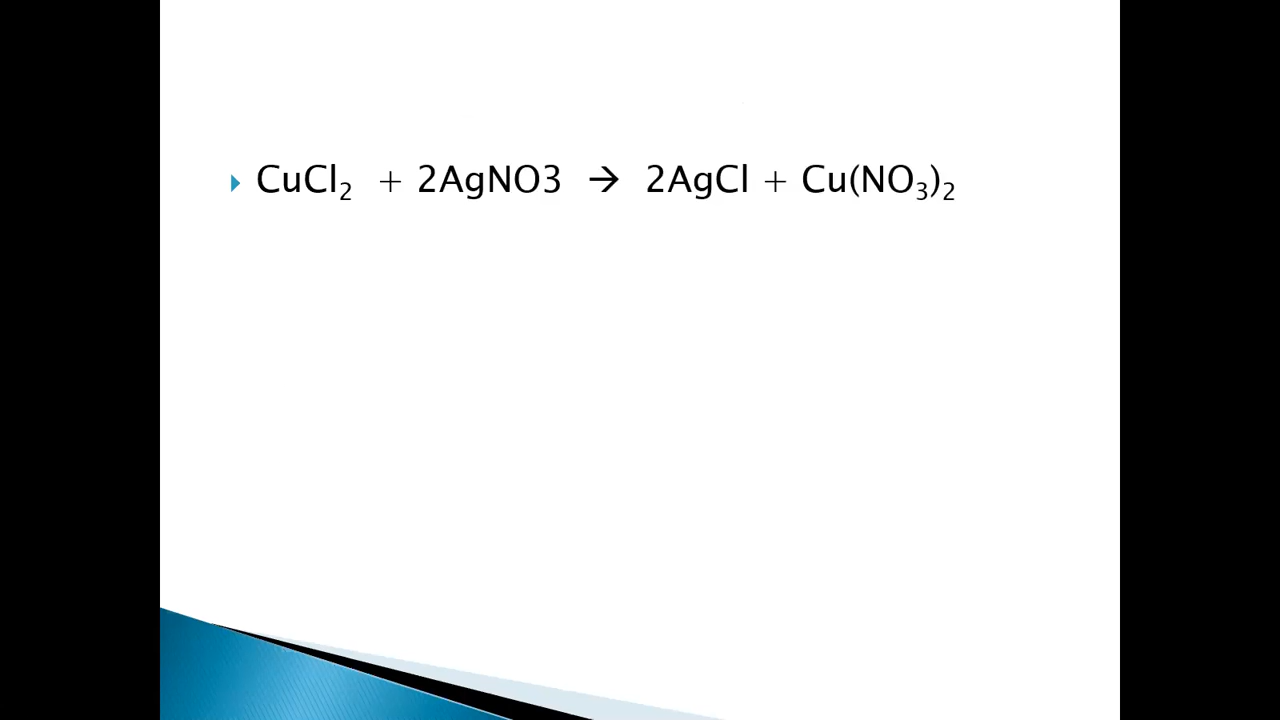 CuCl₂ + 2AgNO3 → 2AgCl + Cu(NO₃)₂